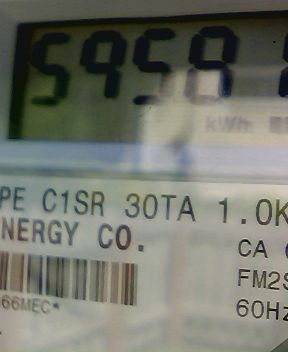 5958
kWh
PE C1SR 30TA 1.0K
NERGY CO.
CA
FM2S
66MEC*
60Hz